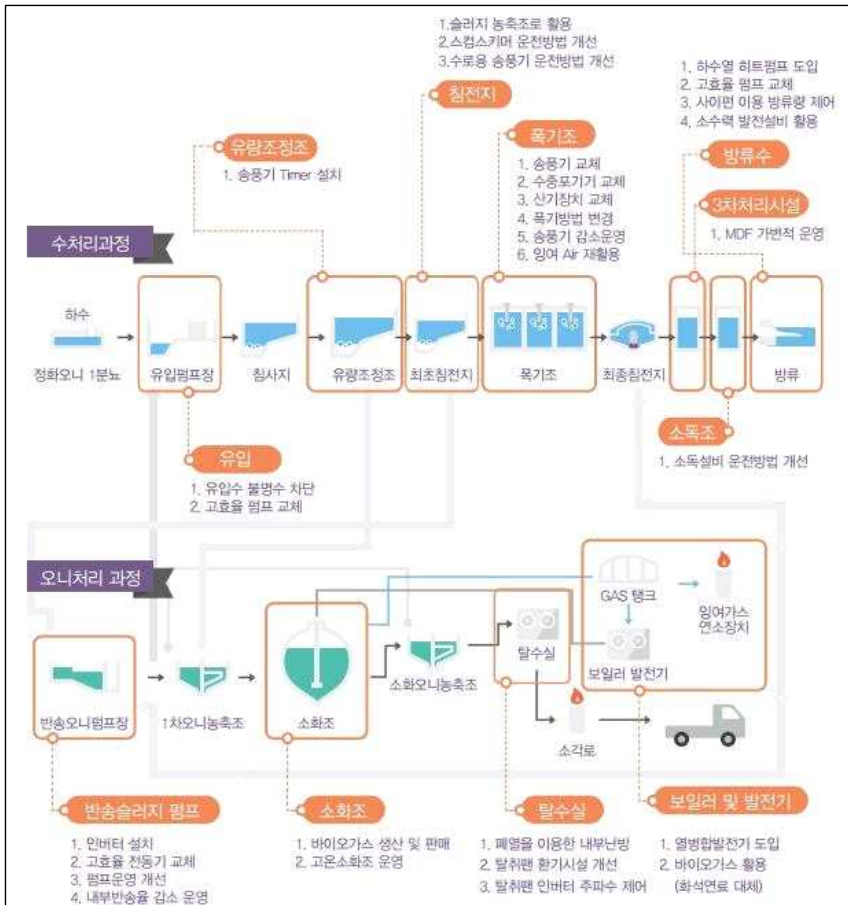 1. 슬러지 농축조로 활용
2. 스컴스키머 운전방법 개선
3. 수로용 송풍기 운전방법 개선
침전지
1. 하수열 히트펌프 도입
2. 고효율 펌프 교체
3. 사이펀 이용 방류량 제어
4. 소수력 발전설비 활용
방류수
유량조정조
1. 송풍기 Timer 설치
폭기조
1. 송풍기 교체
2. 수중포기기 교체
3. 산기장치 교체
4. 폭기방법 변경
5. 송풍기 감소운영
6. 잉여 Air 재활용
3차처리시설
1. MDF 가변적 운영
수처리과정
하수
정화오니 1분뇨
유입펌프장
침사지
유량조정조
최초침전지
폭기조
최종침전지
방류
소독조
1. 소독설비 운전방법 개선
유입
1. 유입수 불명수 차단
2. 고효율 펌프 교체
오니처리 과정
GAS 탱크
잉여가스
연소장치
보일러 발전기
반송오니펌프장
1차오니농축조
소화조
소화오니농축조
탈수실
소각로
반송슬러지 펌프
1. 인버터 설치
2. 고효율 전동기 교체
3. 펌프운영 개선
4. 내부반송율 감소 운영
소화조
1. 바이오가스 생산 및 판매
2. 고온소화조 운영
탈수실
1. 폐열을 이용한 내부난방
2. 탈취팬 환기시설 개선
3. 탈취팬 인버터 주파수 제어
보일러 및 발전기
1. 열병합발전기 도입
2. 바이오가스 활용
(화석연료 대체)